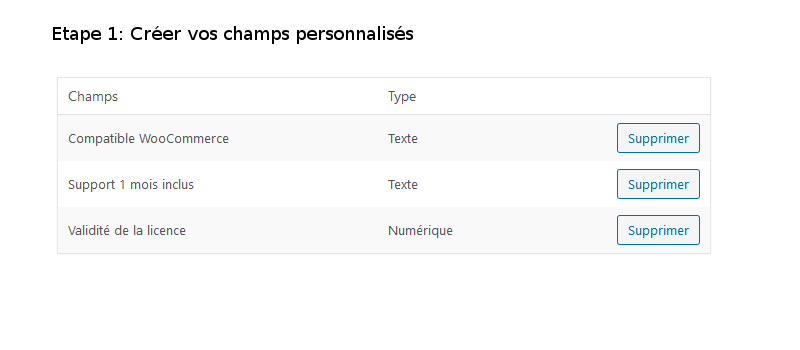 Etape 1: Créer vos champs personnalisés
Champs Type
Compatible WooCommerce Texte Supprimer
Support 1 mois inclus Texte Supprimer
Validité de la licence Numérique Supprimer